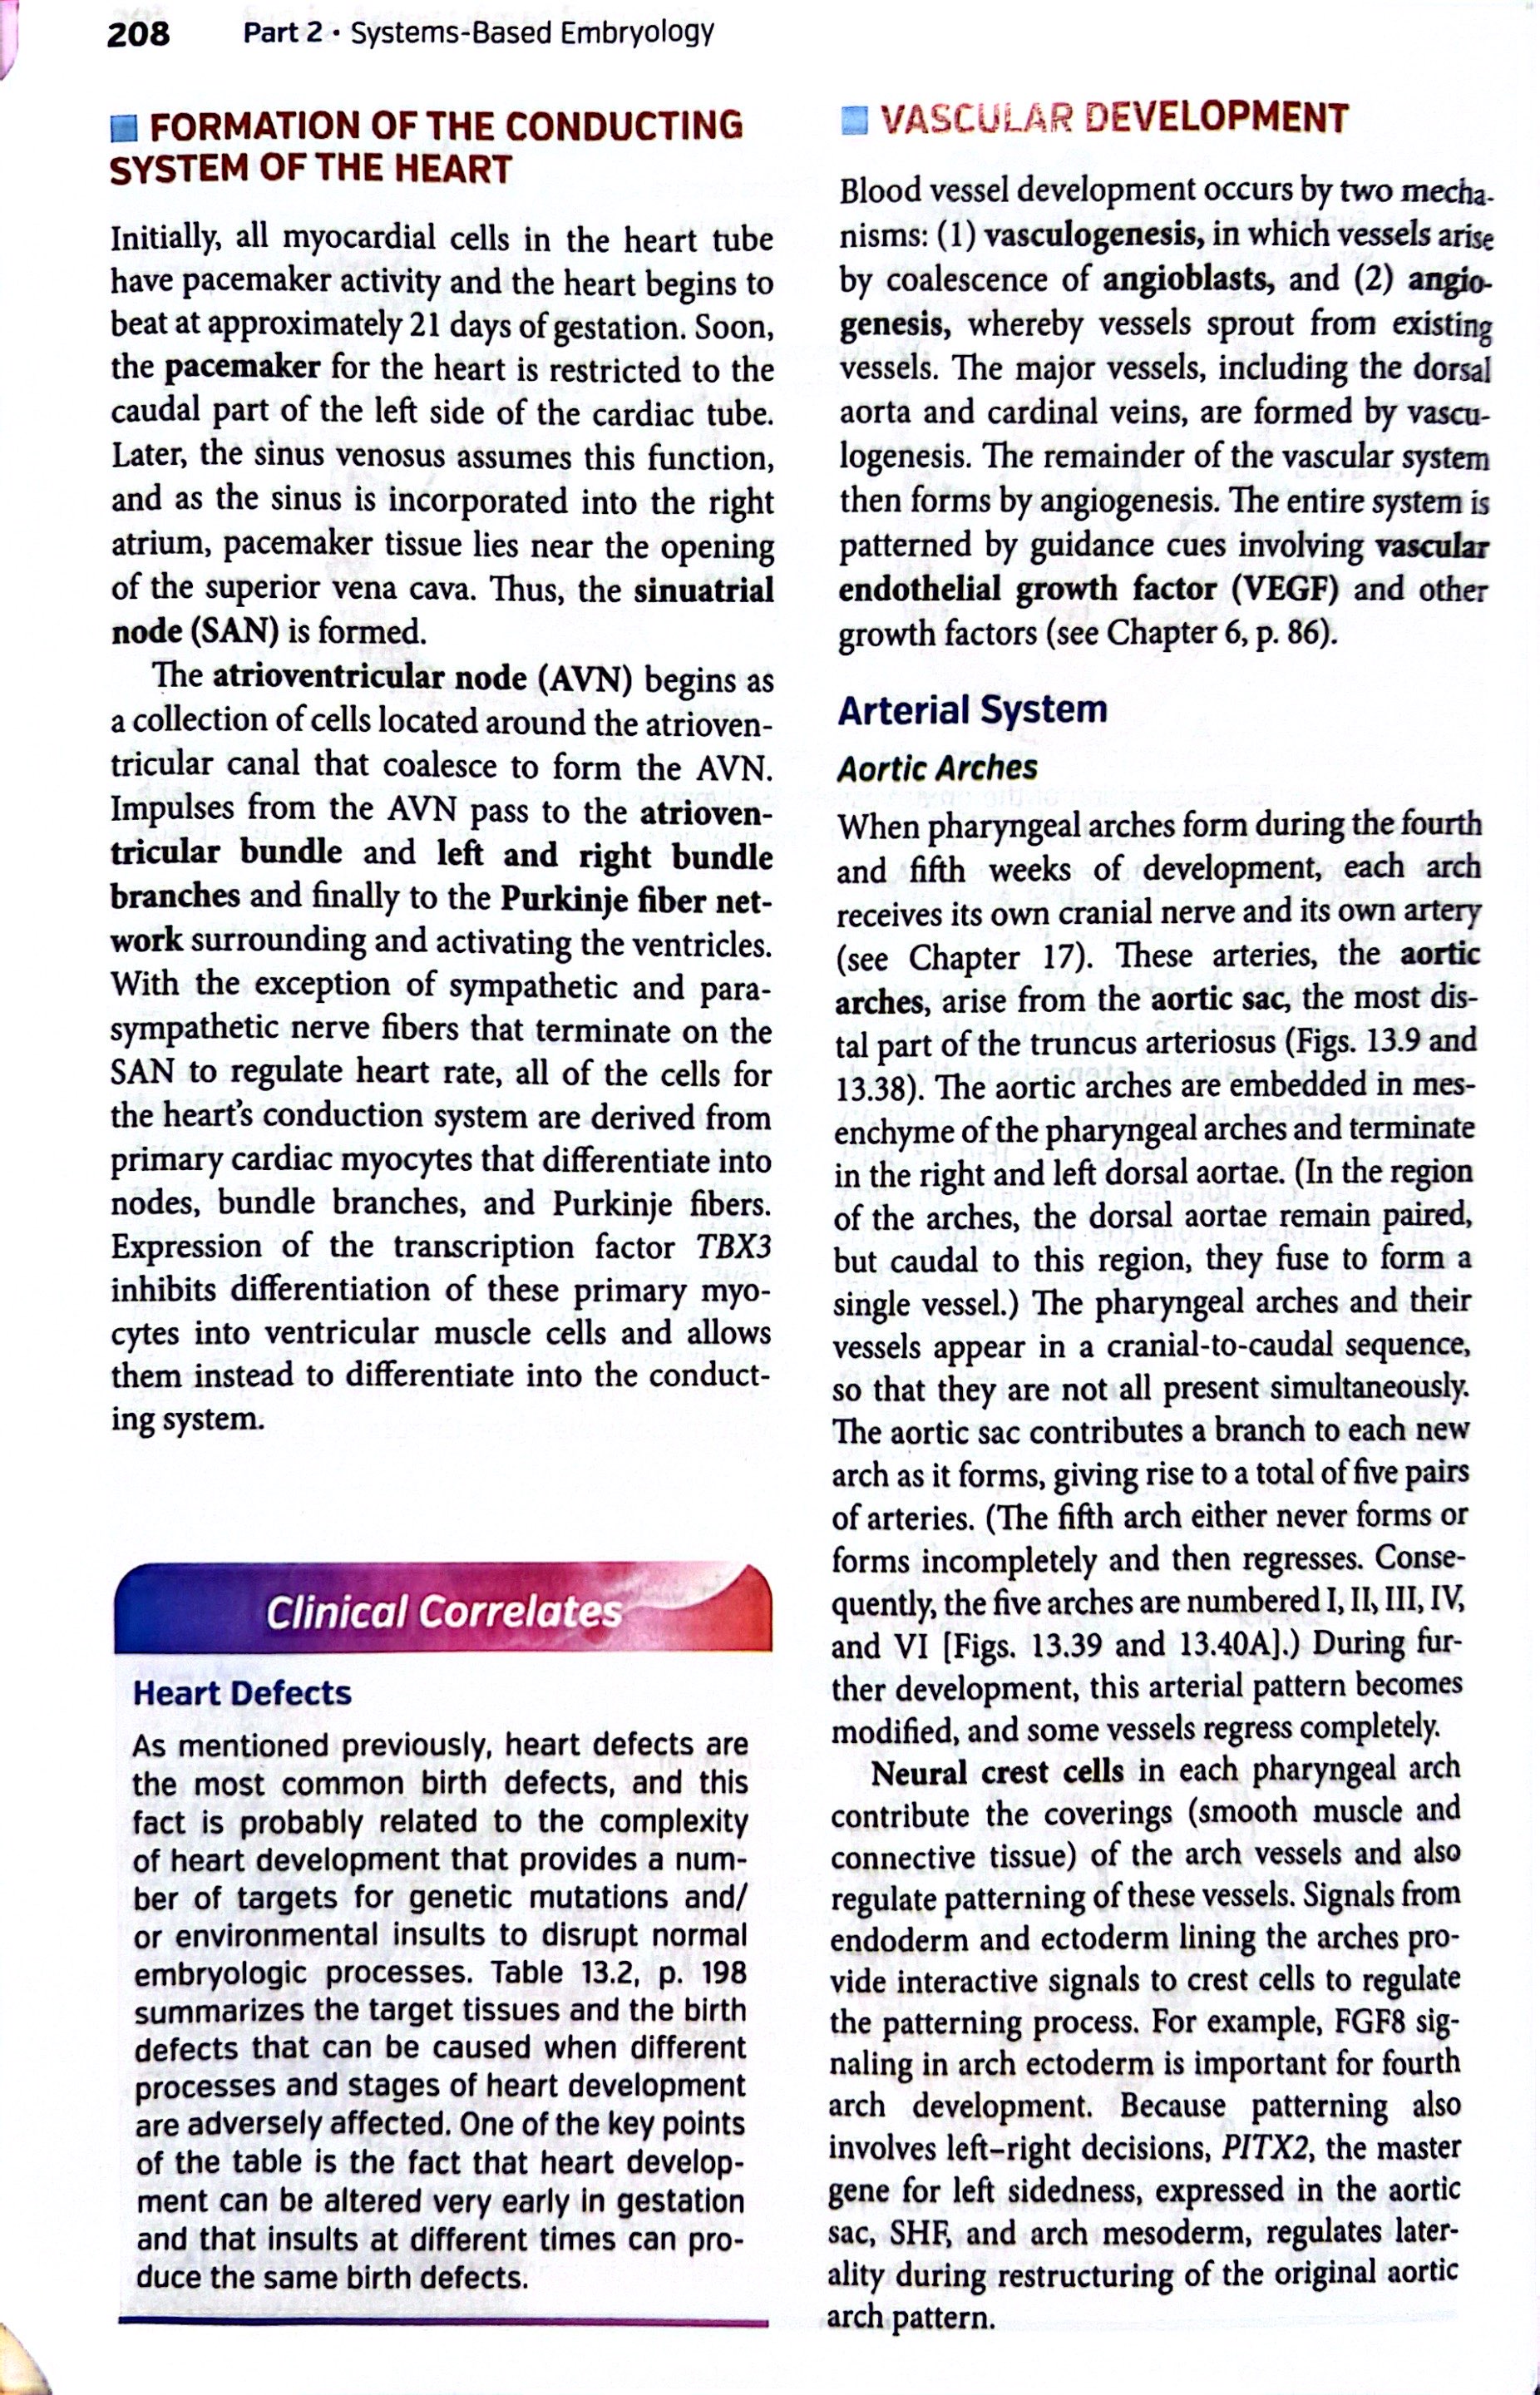 208 Part 2 · Systems-Based Embryology
FORMATION OF THE CONDUCTING
SYSTEM OF THE HEART
Initially, all myocardial cells in the heart tube
have pacemaker activity and the heart begins to
beat at approximately 21 days of gestation. Soon,
the pacemaker for the heart is restricted to the
caudal part of the left side of the cardiac tube.
Later, the sinus venosus assumes this function,
and as the sinus is incorporated into the right
atrium, pacemaker tissue lies near the opening
of the superior vena cava. Thus, the sinuatrial
node (SAN) is formed.
The atrioventricular node (AVN) begins as
a collection of cells located around the atrioven-
tricular canal that coalesce to form the AVN.
Impulses from the AVN pass to the atrioven-
tricular bundle and left and right bundle
branches and finally to the Purkinje fiber net-
work surrounding and activating the ventricles.
With the exception of sympathetic and para-
sympathetic nerve fibers that terminate on the
SAN to regulate heart rate, all of the cells for
the heart's conduction system are derived from
primary cardiac myocytes that differentiate into
nodes, bundle branches, and Purkinje fibers.
Expression of the transcription factor TBX3
inhibits differentiation of these primary myo-
cytes into ventricular muscle cells and allows
them instead to differentiate into the conduct-
ing system.
Clinical Correlates
Heart Defects
As mentioned previously, heart defects are
the most common birth defects, and this
fact is probably related to the complexity
of heart development that provides a num-
ber of targets for genetic mutations and/
or environmental insults to disrupt normal
embryologic processes. Table 13.2, p. 198
summarizes the target tissues and the birth
defects that can be caused when different
processes and stages of heart development
are adversely affected. One of the key points
of the table is the fact that heart develop-
ment can be altered very early in gestation
and that insults at different times can pro-
duce the same birth defects.
VASCULAR DEVELOPMENT
Blood vessel development occurs by two mecha-
nisms: (1) vasculogenesis, in which vessels arise
by coalescence of angioblasts, and (2) angio-
genesis, whereby vessels sprout from existing
vessels. The major vessels, including the dorsal
aorta and cardinal veins, are formed by vascu-
logenesis. The remainder of the vascular system
then forms by angiogenesis. The entire system is
patterned by guidance cues involving vascular
endothelial growth factor (VEGF) and other
growth factors (see Chapter 6, p. 86).
Arterial System
Aortic Arches
When pharyngeal arches form during the fourth
and fifth weeks of development, each arch
receives its own cranial nerve and its own artery
(see Chapter 17). These arteries, the aortic
arches, arise from the aortic sac, the most dis-
tal part of the truncus arteriosus (Figs. 13.9 and
13.38). The aortic arches are embedded in mes-
enchyme of the pharyngeal arches and terminate
in the right and left dorsal aortae. (In the region
of the arches, the dorsal aortae remain paired,
but caudal to this region, they fuse to form a
single vessel.) The pharyngeal arches and their
vessels appear in a cranial-to-caudal sequence,
so that they are not all present simultaneously.
The aortic sac contributes a branch to each new
arch as it forms, giving rise to a total of five pairs
of arteries. (The fifth arch either never forms or
forms incompletely and then regresses. Conse-
quently, the five arches are numbered I, II, III, IV,
and VI [Figs. 13.39 and 13.40A].) During fur-
ther development, this arterial pattern becomes
modified, and some vessels regress completely.
Neural crest cells in each pharyngeal arch
contribute the coverings (smooth muscle and
connective tissue) of the arch vessels and also
regulate patterning of these vessels. Signals from
endoderm and ectoderm lining the arches pro-
vide interactive signals to crest cells to regulate
the patterning process. For example, FGF8 sig-
naling in arch ectoderm is important for fourth
arch development. Because patterning also
involves left–right decisions, PITX2, the master
gene for left sidedness, expressed in the aortic
sac, SHF, and arch mesoderm, regulates later-
ality during restructuring of the original aortic
arch pattern.